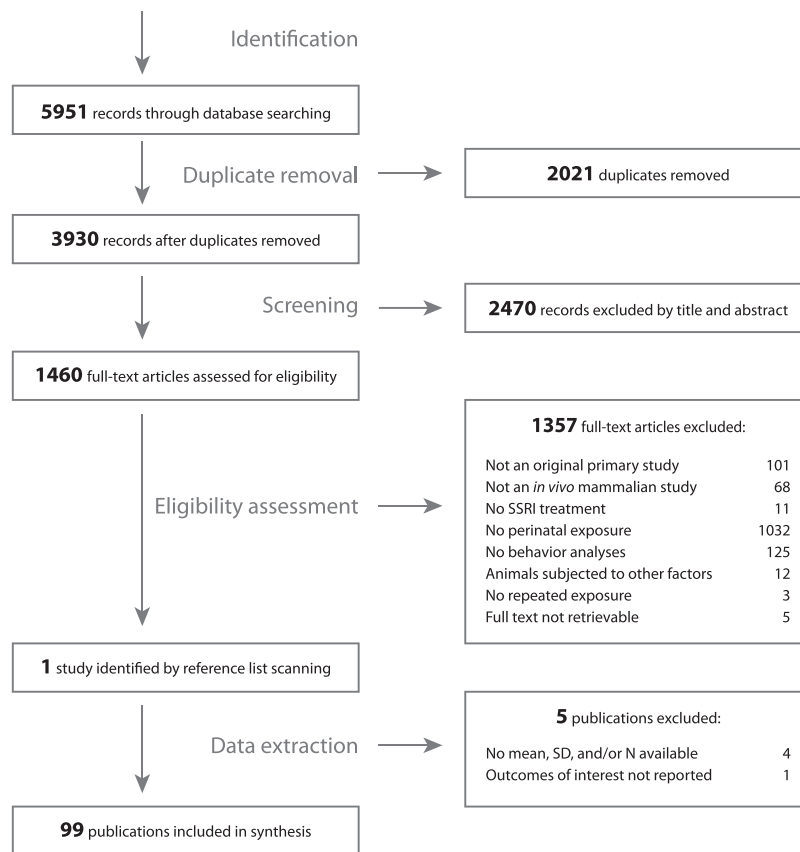 Identification
5951 records through database searching
Duplicate removal
2021 duplicates removed
3930 records after duplicates removed
Screening
2470 records excluded by title and abstract
1460 full-text articles assessed for eligibility
Eligibility assessment
1357 full-text articles excluded:
Not an original primary study 101
Not an in vivo mammalian study 68
No SSRI treatment 11
No perinatal exposure 1032
No behavior analyses 125
Animals subjected to other factors 12
No repeated exposure 3
Full text not retrievable 5
1 study identified by reference list scanning
Data extraction
5 publications excluded:
No mean, SD, and/or N available 4
Outcomes of interest not reported 1
99 publications included in synthesis